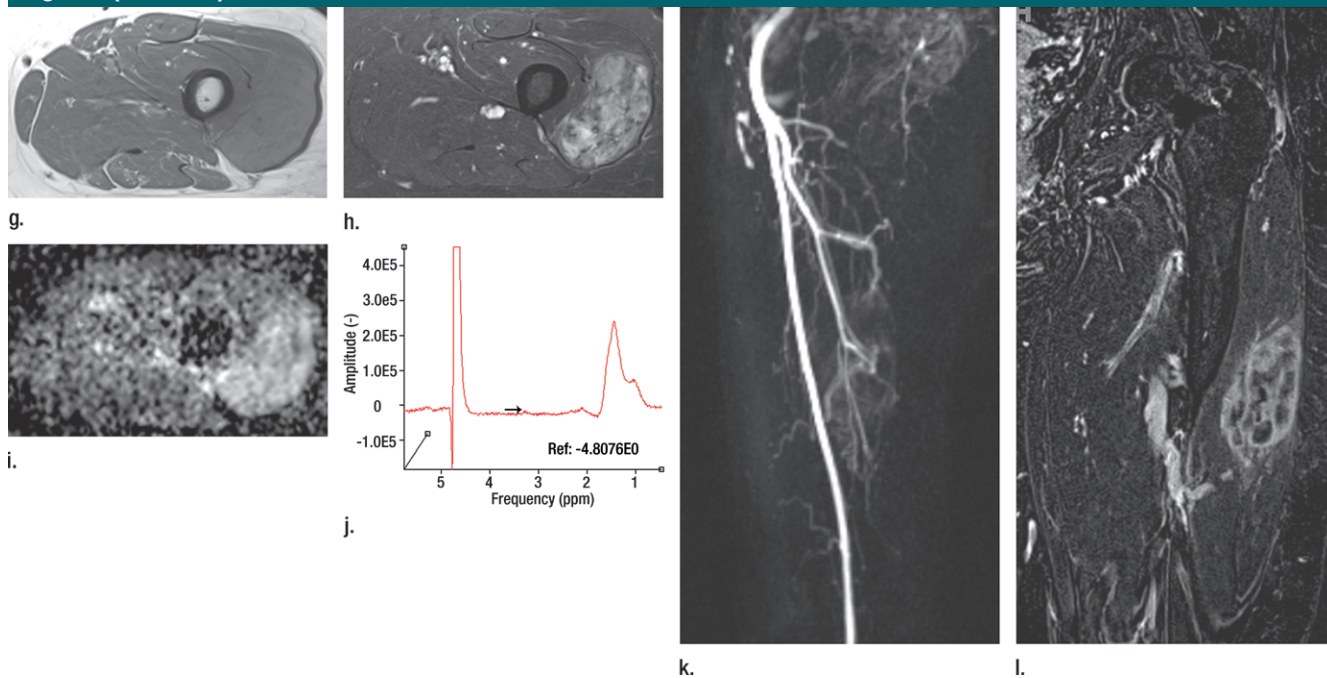 g.
h.
i.
j.
k.
l.
4.0E5
3.0e5
2.0E5
1.0E5
0
-1.0E5
Amplitude (-)
Ref: -4.8076E0
5 4 3 2 1
Frequency (ppm)
H